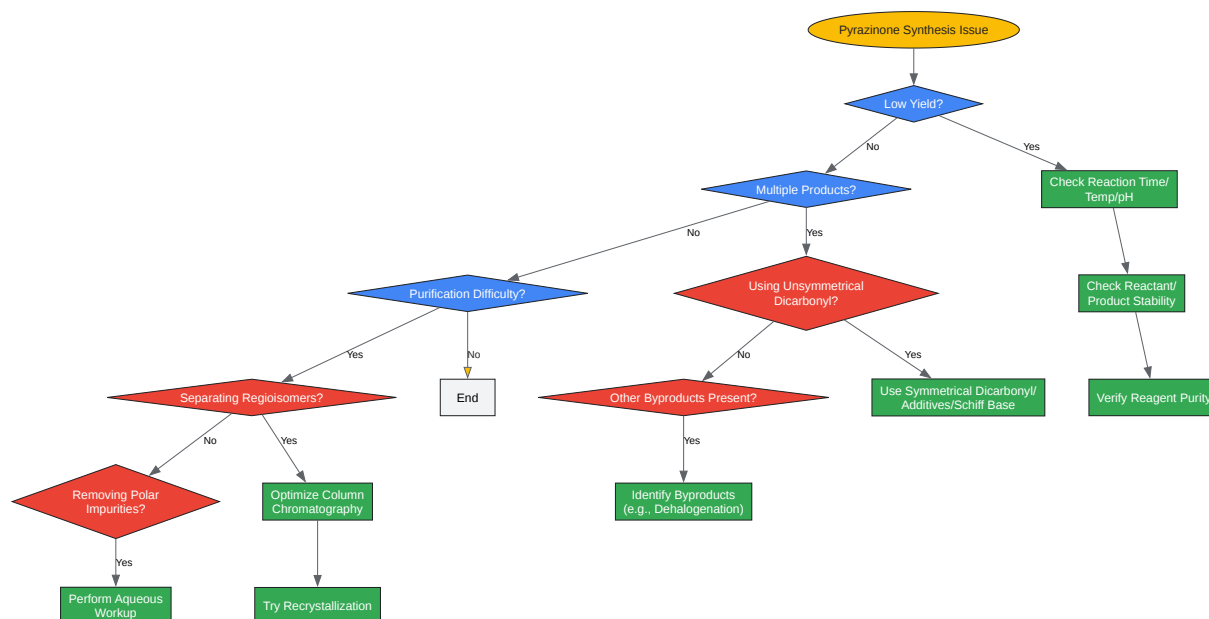 Pyrazinone Synthesis Issue
Low Yield?
No
Yes
Multiple Products?
Check Reaction Time/
Temp/pH
No
Yes
Purification Difficulty?
Using Unsymmetrical
Dicarbonyl?
Check Reactant/
Product Stability
Yes
No
No
Yes
Separating Regioisomers?
End
Other Byproducts Present?
Use Symmetrical Dicarbonyl/
Additives/Schiff Base
Verify Reagent Purity
No
Yes
Yes
Removing Polar
Impurities?
Optimize Column
Chromatography
Identify Byproducts
(e.g., Dehalogenation)
Yes
Perform Aqueous
Workup
Try Recrystallization